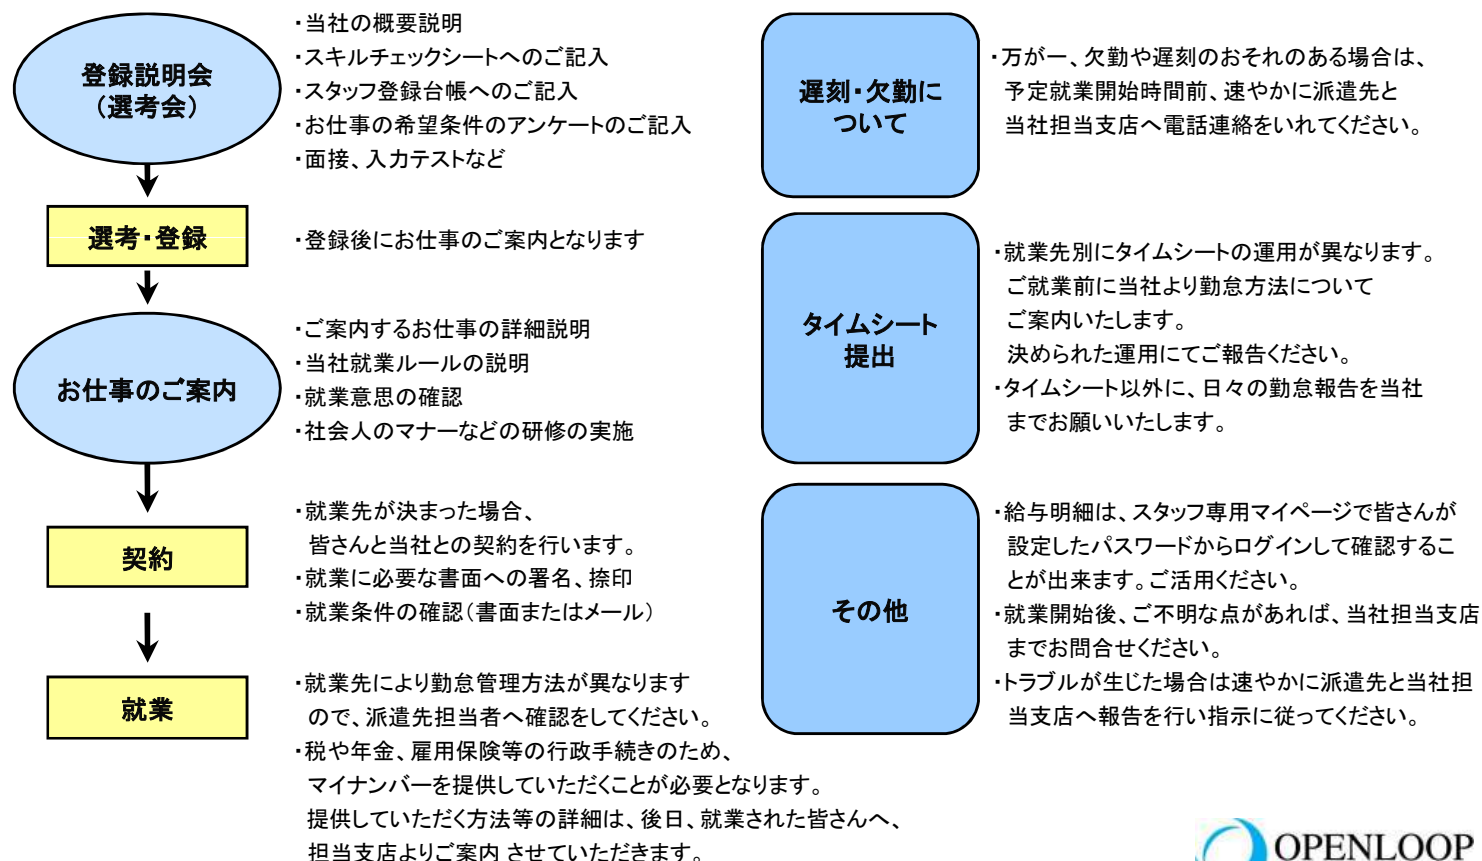 登録説明会
（選考会）
・当社の概要説明
・スキルチェックシートへのご記入
・スタッフ登録台帳へのご記入
・お仕事の希望条件のアンケートのご記入
・面接、入力テストなど
選考・登録
・登録後にお仕事のご案内となります
お仕事のご案内
・ご案内するお仕事の詳細説明
・当社就業ルールの説明
・就業意思の確認
・社会人のマナーなどの研修の実施
契約
・就業先が決まった場合、
皆さんと当社との契約を行います。
・就業に必要な書面への署名、捺印
・就業条件の確認（書面またはメール）
就業
・就業先により勤怠管理方法が異なります
ので、派遣先担当者へ確認をしてください。
・税や年金、雇用保険等の行政手続きのため、
マイナンバーを提供していただくことが必要となります。
提供していただく方法等の詳細は、後日、就業された皆さんへ、
担当支店よりご案内 させていただきます。
遅刻・欠勤に
ついて
・万が一、欠勤や遅刻のおそれのある場合は、
予定就業開始時間前、速やかに派遣先と
当社担当支店へ電話連絡をいれてください。
タイムシート
提出
・就業先別にタイムシートの運用が異なります。
ご就業前に当社より勤怠方法について
ご案内いたします。
決められた運用にてご報告ください。
・タイムシート以外に、日々の勤怠報告を当社
までお願いいたします。
その他
・給与明細は、スタッフ専用マイページで皆さんが
設定したパスワードからログインして確認するこ
とが出来ます。ご活用ください。
・就業開始後、ご不明な点があれば、当社担当支店
までお問合せください。
・トラブルが生じた場合は速やかに派遣先と当社担
当支店へ報告を行い指示に従ってください。
OPENLOOP